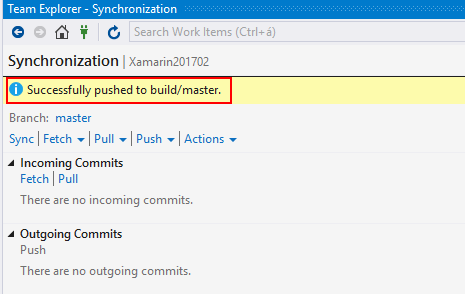 Team Explorer - Synchronization
Search Work Items (Ctrl+á)
Synchronization | Xamarin201702
Successfully pushed to build/master.
Branch: master
Sync | Fetch | Pull | Push | Actions
Incoming Commits
Fetch | Pull
There are no incoming commits.
Outgoing Commits
Push
There are no outgoing commits.